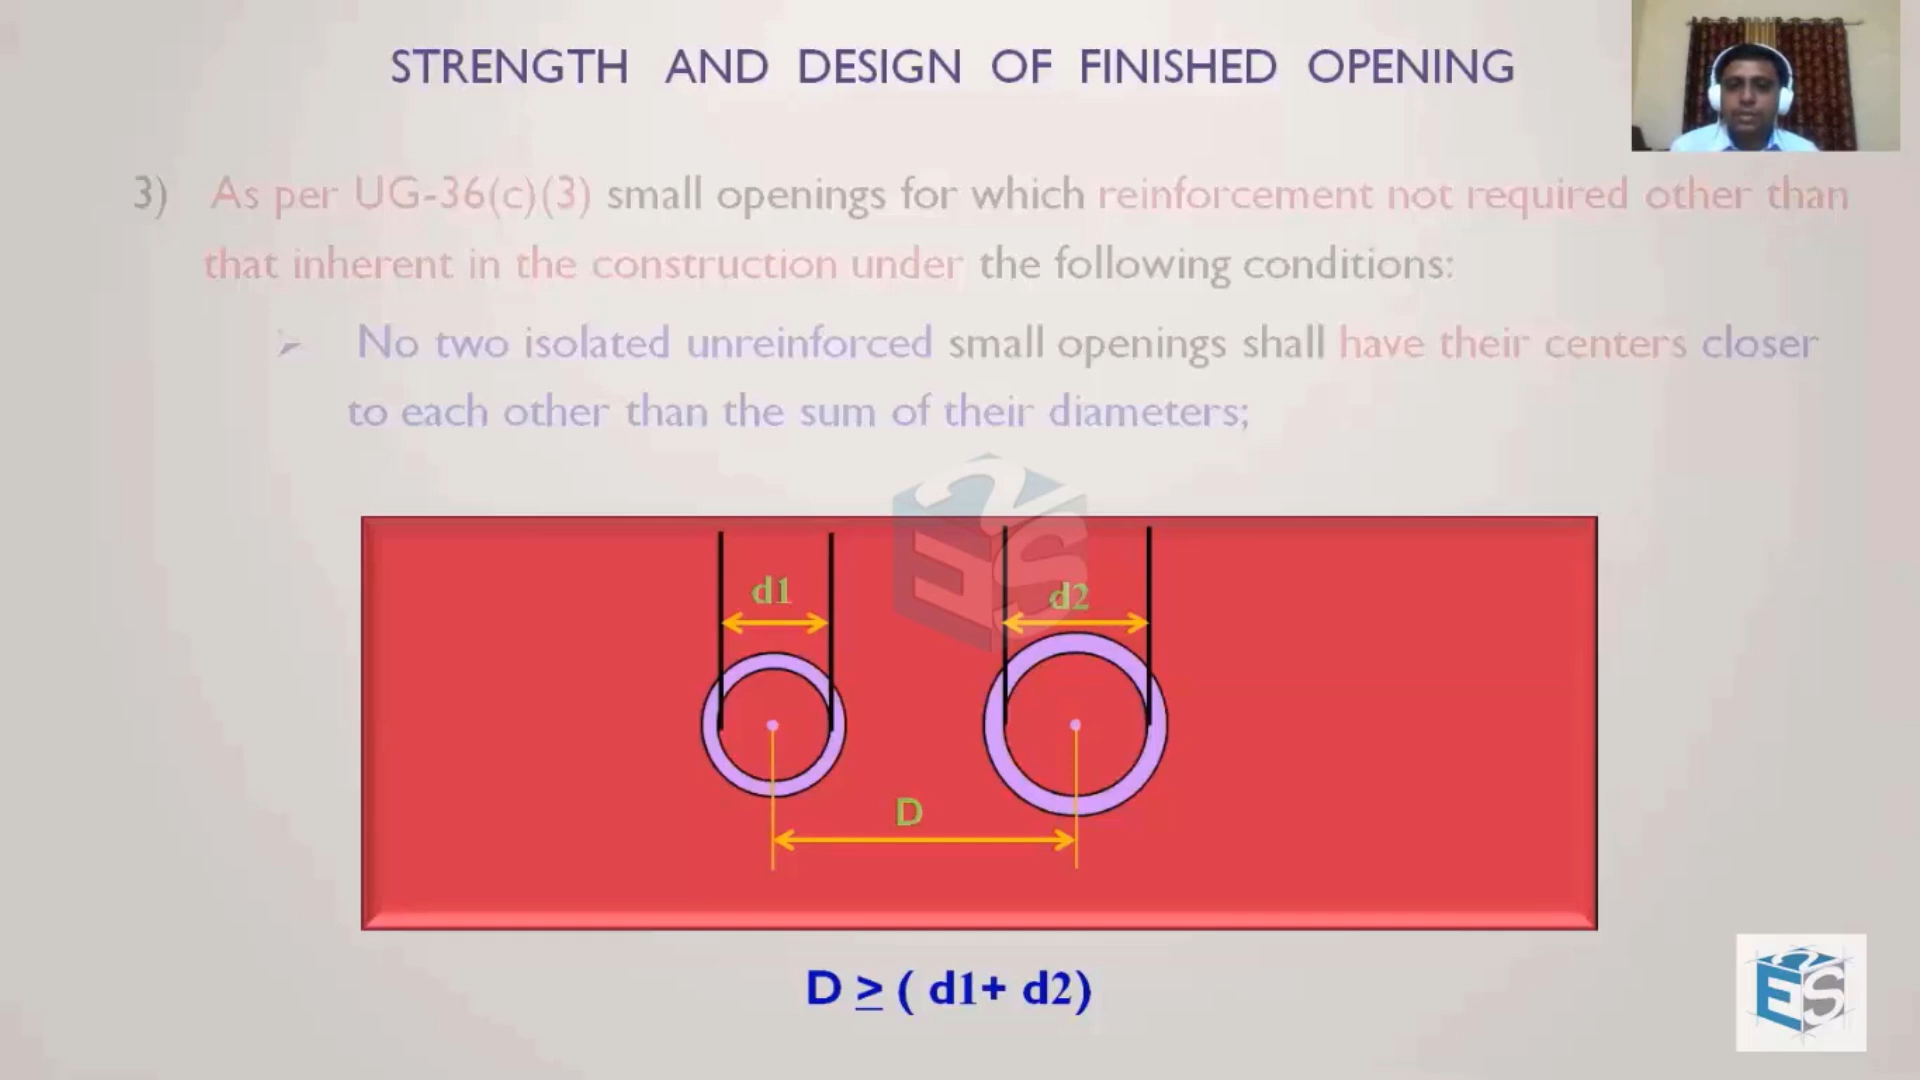 STRENGTH AND DESIGN OF FINISHED OPENING
3) As per UG-36(c)(3) small openings for which reinforcement not required other than
that inherent in the construction under the following conditions:
➢ No two isolated unreinforced small openings shall have their centers closer
to each other than the sum of their diameters;
d1
d2
D
D ≥ ( d1+ d2)
E2S